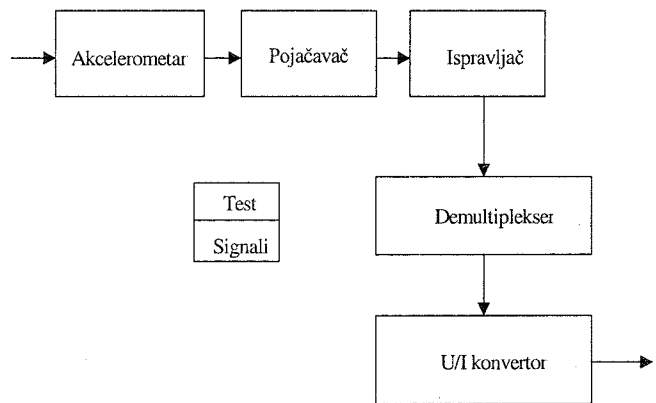 Akcelerometar
Pojačavač
Ispravljač
Test
Signali
Demultiplekser
U/I konvertor